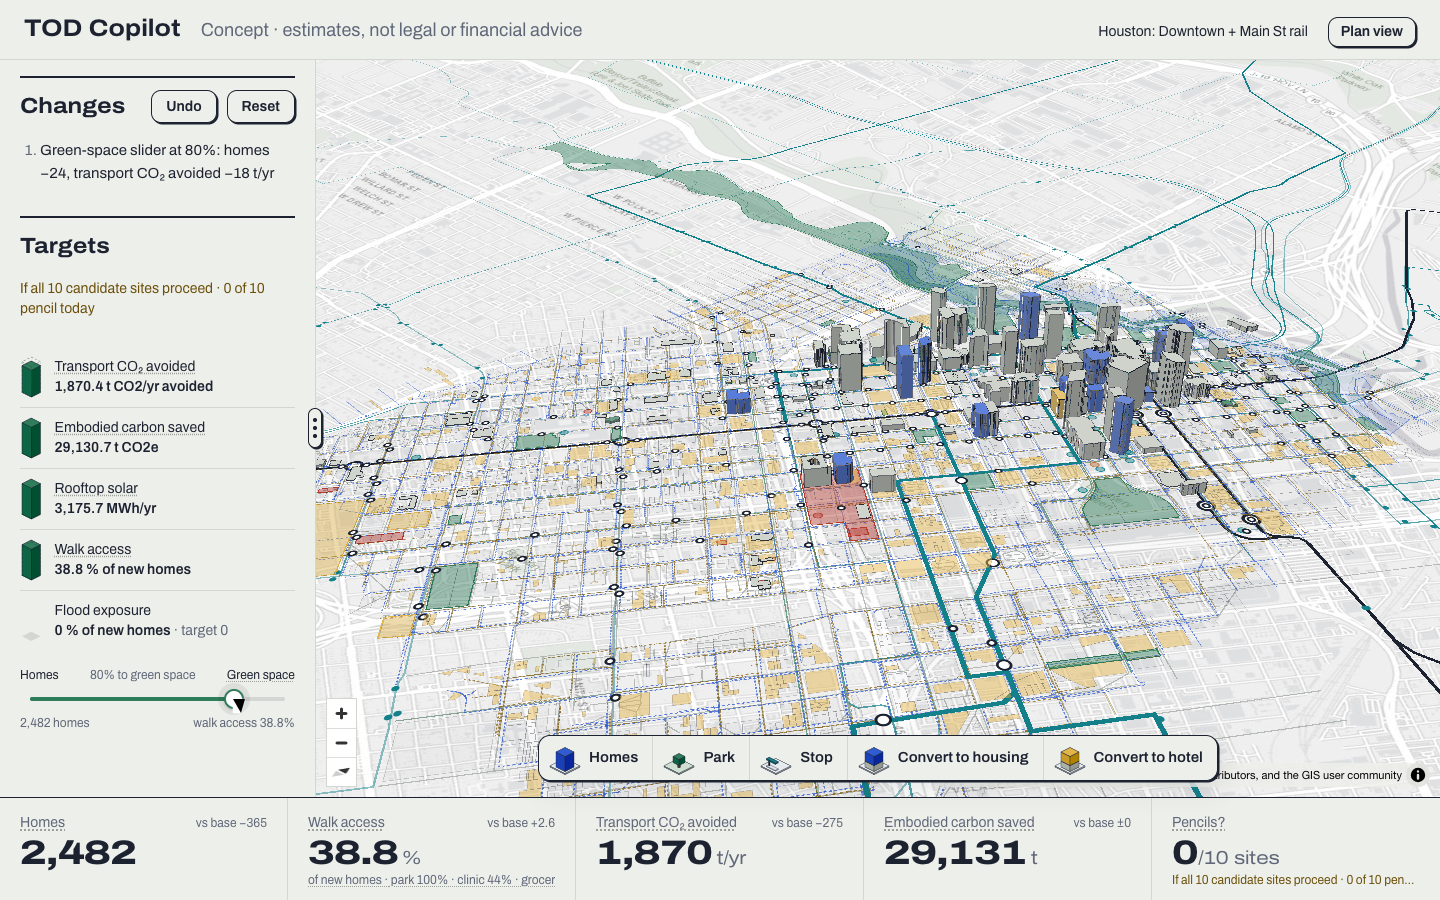 TOD Copilot
Concept · estimates, not legal or financial advice
Houston: Downtown + Main St rail
Plan view
Changes
Undo
Reset
1. Green-space slider at 80%: homes
−24, transport CO₂ avoided −18 t/yr
Targets
If all 10 candidate sites proceed · 0 of 10
pencil today
Transport CO₂ avoided
1,870.4 t CO2/yr avoided
Embodied carbon saved
29,130.7 t CO2e
Rooftop solar
3,175.7 MWh/yr
Walk access
38.8 % of new homes
Flood exposure
0 % of new homes · target 0
Homes
80% to green space
Green space
2,482 homes
walk access 38.8%
WELCH ST
W DREW ST
W POLK ST
W PIERCE ST
Homes
Park
Stop
Convert to housing
Convert to hotel
ributors, and the GIS user community
Homes
vs base −365
2,482
Walk access
vs base +2.6
38.8 %
of new homes · park 100% · clinic 44% · grocer
Transport CO₂ avoided
vs base −275
1,870 t/yr
Embodied carbon saved
vs base ±0
29,131 t
Pencils?
0/10 sites
If all 10 candidate sites proceed · 0 of 10 pen...